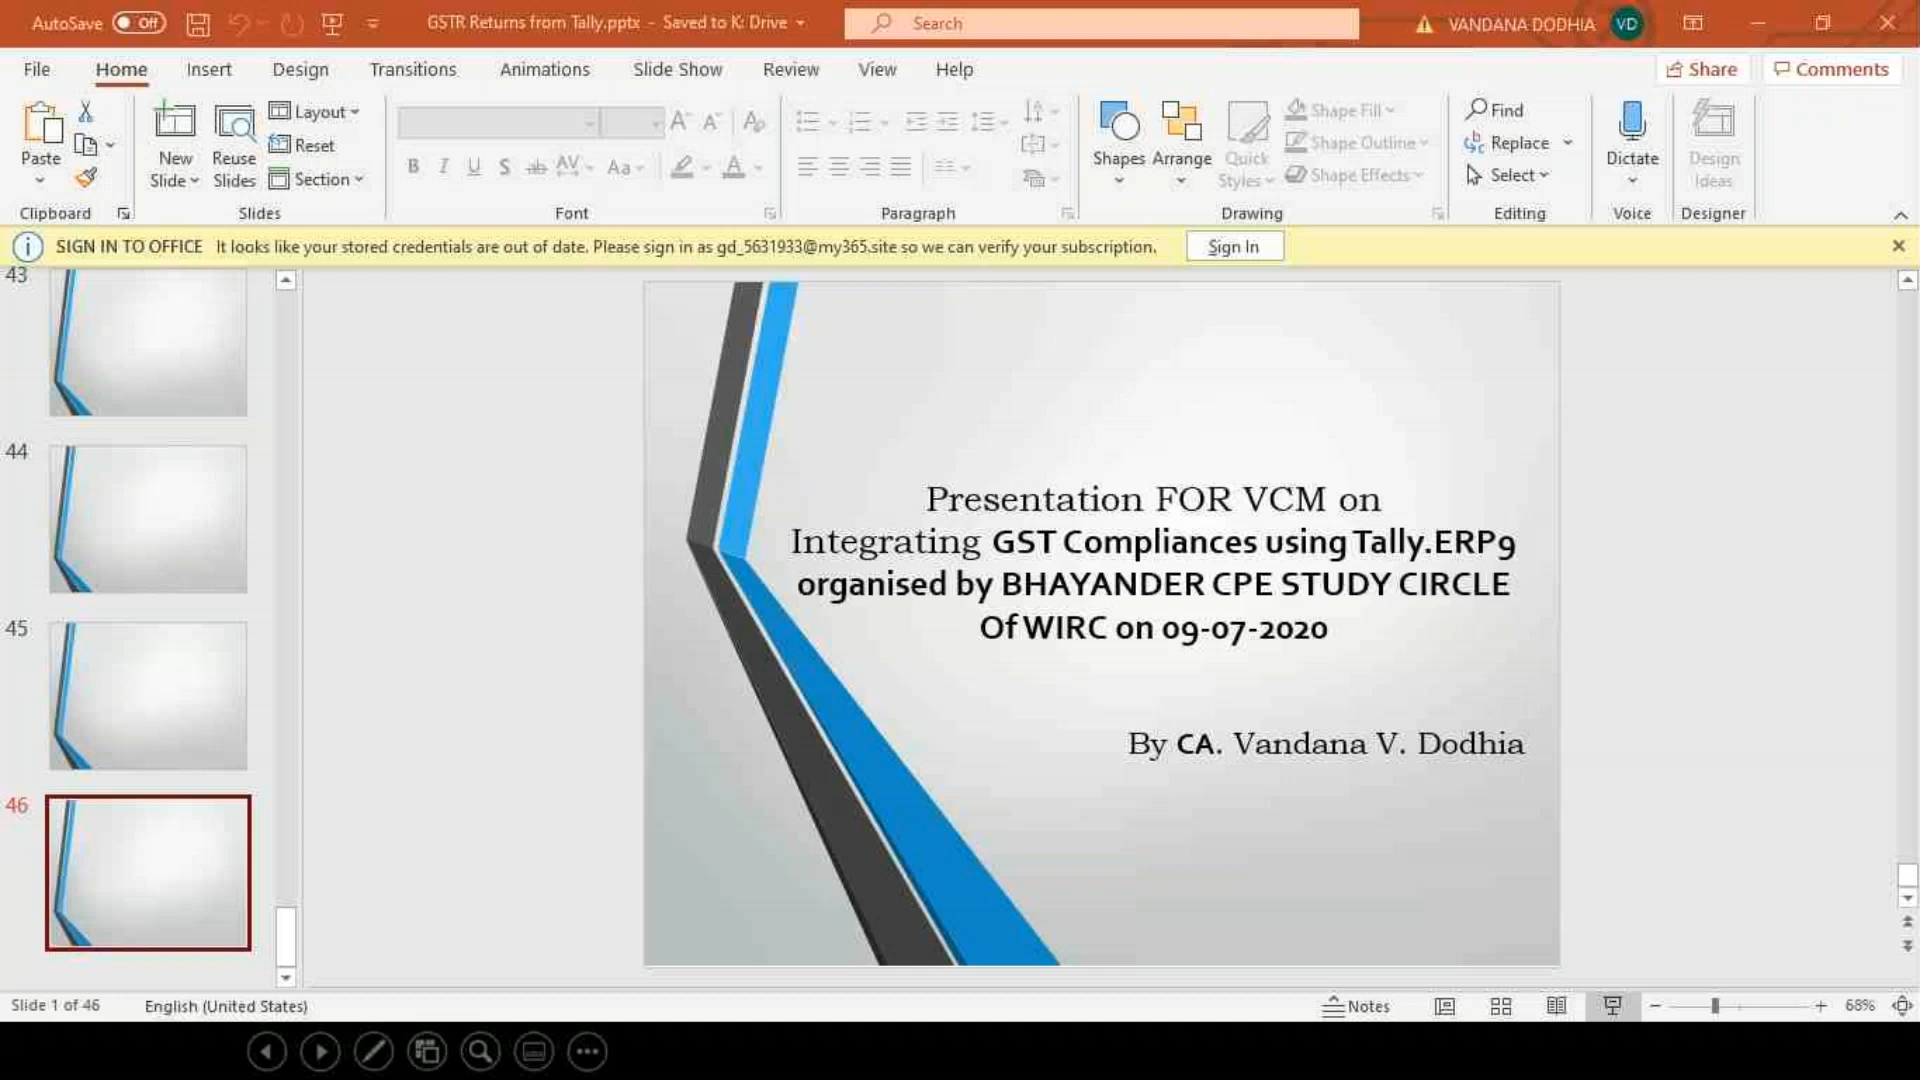 AutoSave Off GSTR Returns from Tally.pptx - Saved to K: Drive Search VANDANA DODHIA VD
File Home Insert Design Transitions Animations Slide Show Review View Help Share Comments
Paste
New Slide
Reuse Slides
Layout
Reset
Section
B I U S ab AV Aa A
Shapes
Arrange
Quick Styles
Shape Fill
Shape Outline
Shape Effects
Find
Replace
Select
Dictate
Design Ideas
Clipboard Slides Font Paragraph Drawing Editing Voice Designer
SIGN IN TO OFFICE It looks like your stored credentials are out of date. Please sign in as gd_5631933@my365.site so we can verify your subscription. Sign In
43
44
45
46
Presentation FOR VCM on
Integrating GST Compliances using Tally.ERP9
organised by BHAYANDER CPE STUDY CIRCLE
Of WIRC on 09-07-2020
By CA. Vandana V. Dodhia
Slide 1 of 46 English (United States) Notes 68%